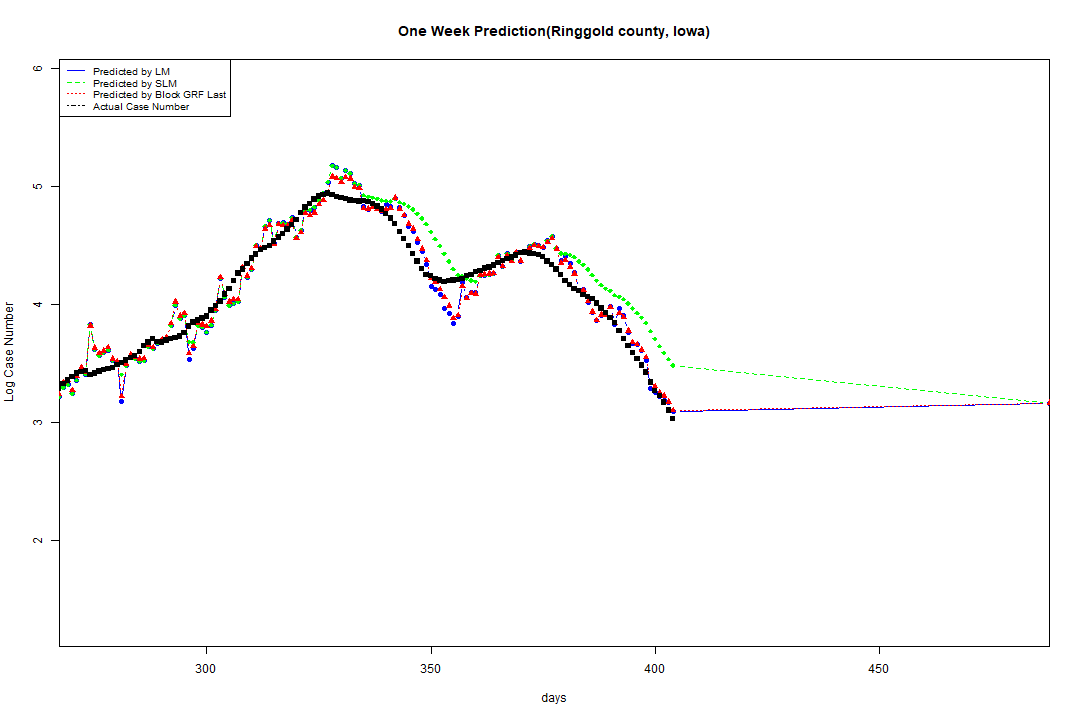 One Week Prediction(Ringgold county, Iowa)
Predicted by LM
Predicted by SLM
Predicted by Block GRF Last
Actual Case Number
6
5
4
3
2
Log Case Number
300
350
400
450
days